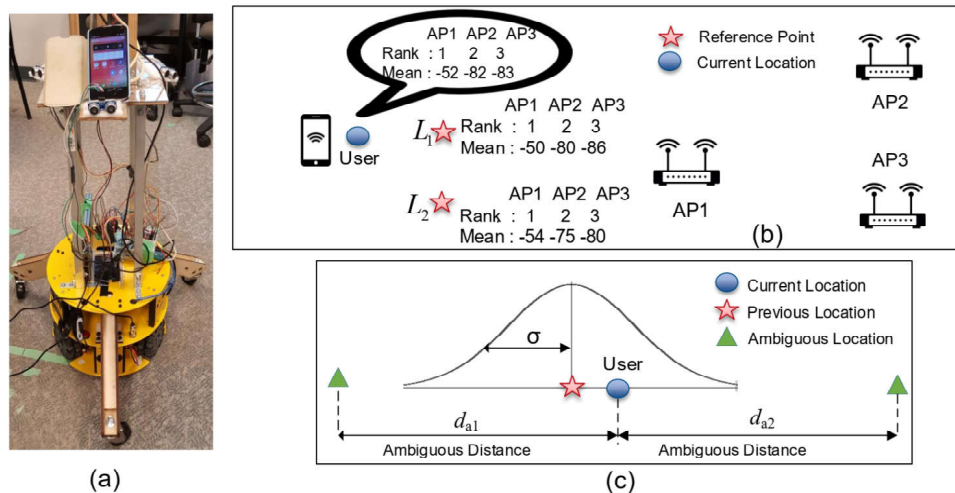 AP1 AP2 AP3
Rank : 1 2 3
Mean : -52 -82 -83
Reference Point
Current Location
AP2
User
L1
AP1 AP2 AP3
Rank : 1 2 3
Mean : -50 -80 -86
AP1
AP3
L2
AP1 AP2 AP3
Rank : 1 2 3
Mean : -54 -75 -80
(b)
Current Location
Previous Location
Ambiguous Location
σ
User
da1
da2
Ambiguous Distance
Ambiguous Distance
(a)
(c)